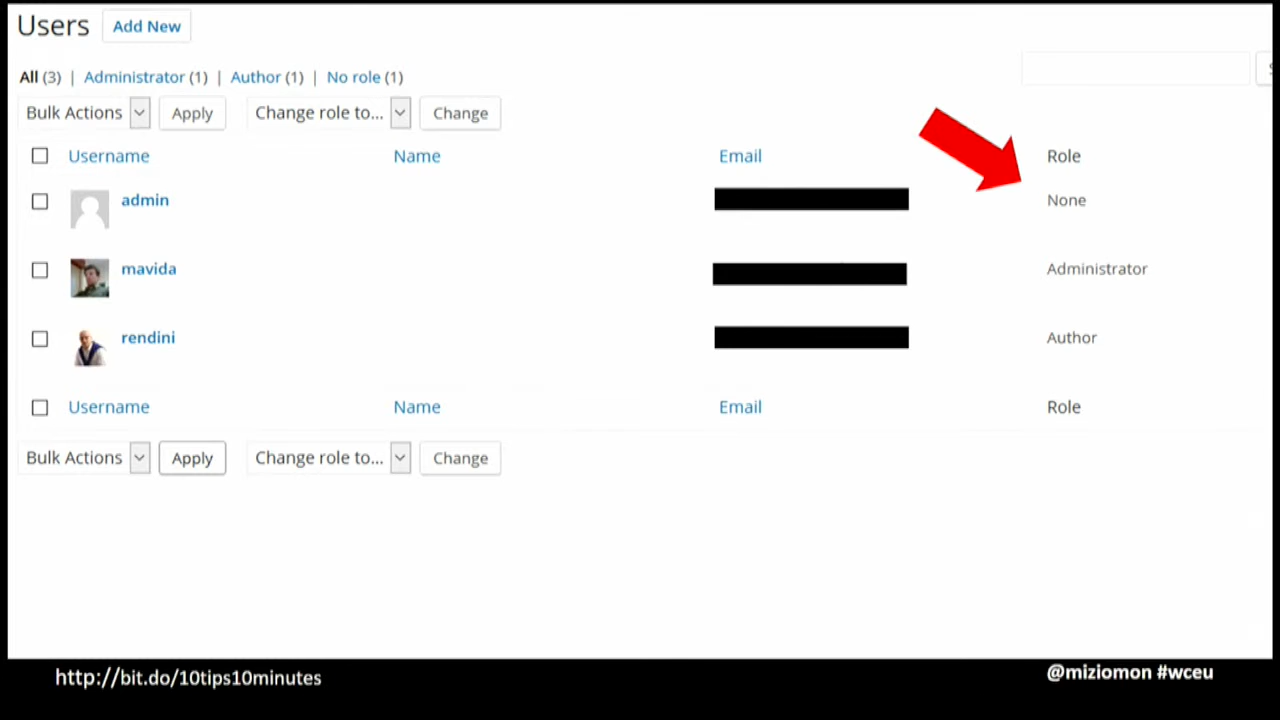 Users Add New
All (3) | Administrator (1) | Author (1) | No role (1)
Bulk Actions Apply Change role to... Change
Username Name Email Role
admin None
mavida Administrator
rendini Author
Username Name Email Role
Bulk Actions Apply Change role to... Change
http://bit.do/10tips10minutes @miziomon #wceu